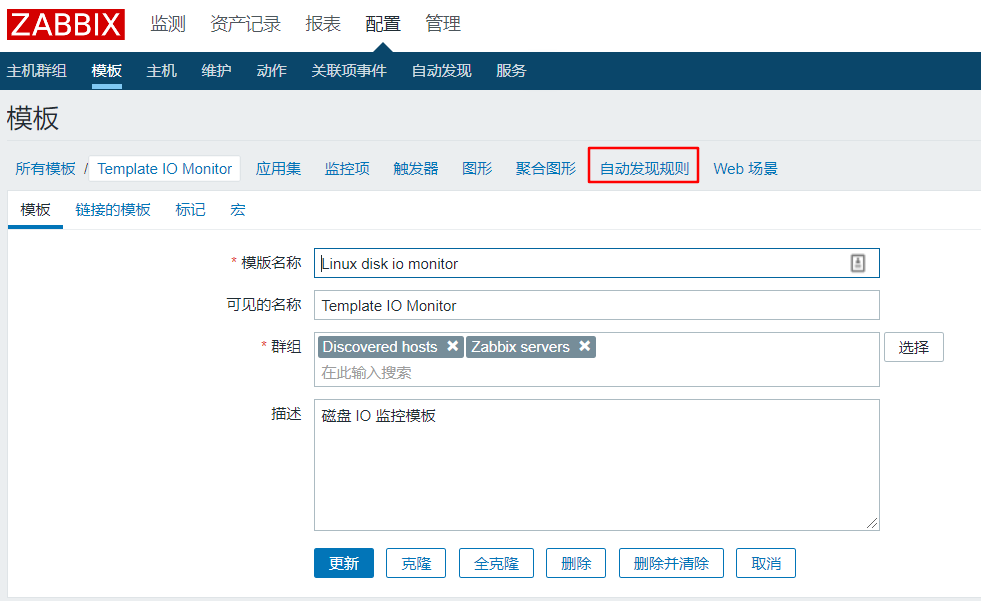 ZABBIX 监测 资产记录 报表 配置 管理
主机群组 模板 主机 维护 动作 关联项事件 自动发现 服务
模板
所有模板 / Template IO Monitor 应用集 监控项 触发器 图形 聚合图形 自动发现规则 Web 场景
模板 链接的模板 标记 宏
* 模版名称 Linux disk io monitor
可见的名称 Template IO Monitor
* 群组 Discovered hosts ✖ Zabbix servers ✖ 选择
在此输入搜索
描述 磁盘 IO 监控模板
更新 克隆 全克隆 删除 删除并清除 取消